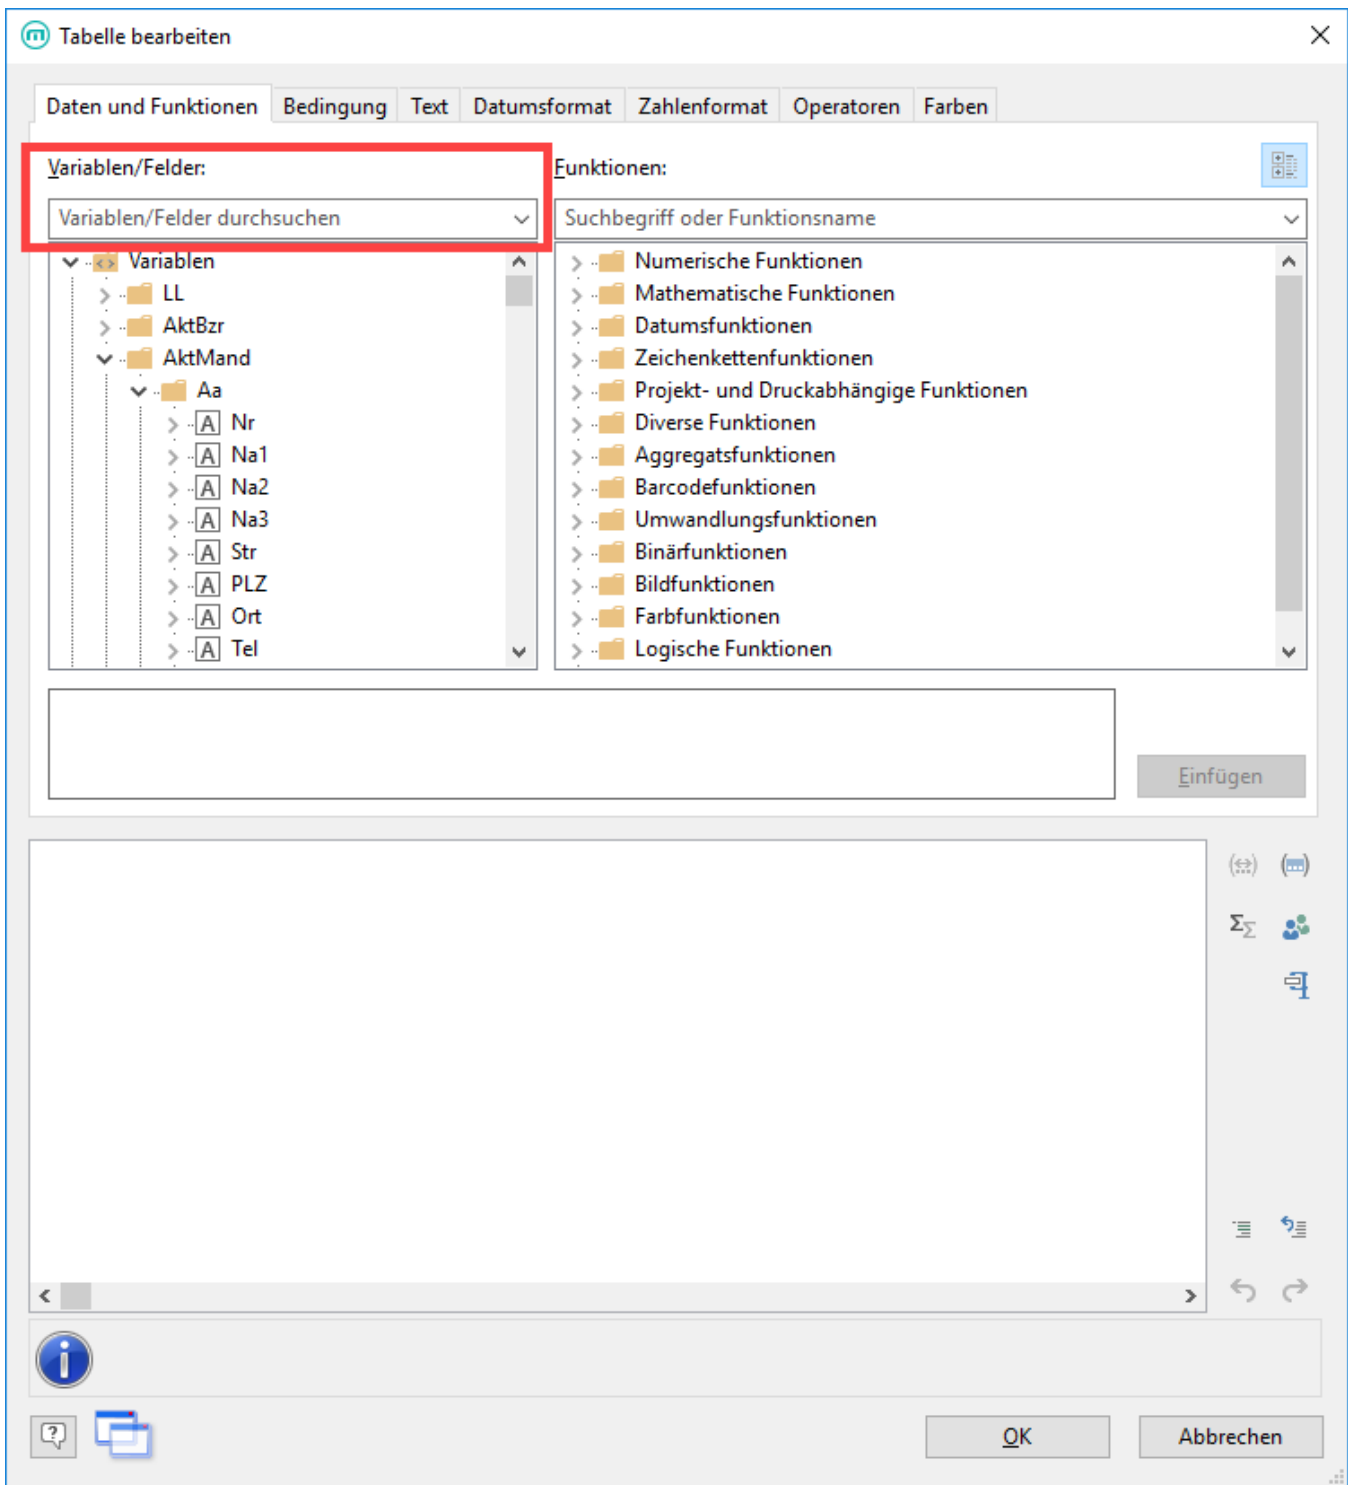 Tabelle bearbeiten
Daten und Funktionen Bedingung Text Datumsformat Zahlenformat Operatoren Farben
Variablen/Felder: Funktionen:
Variablen/Felder durchsuchen Suchbegriff oder Funktionsname
Variablen Numerische Funktionen
LL Mathematische Funktionen
AktBzr Datumsfunktionen
AktMand Zeichenkettenfunktionen
Aa Projekt- und Druckabhängige Funktionen
A Nr Diverse Funktionen
A Na1 Aggregatsfunktionen
A Na2 Barcodefunktionen
A Na3 Umwandlungsfunktionen
A Str Binärfunktionen
A PLZ Bildfunktionen
A Ort Farbfunktionen
A Tel Logische Funktionen
Einfügen
OK Abbrechen